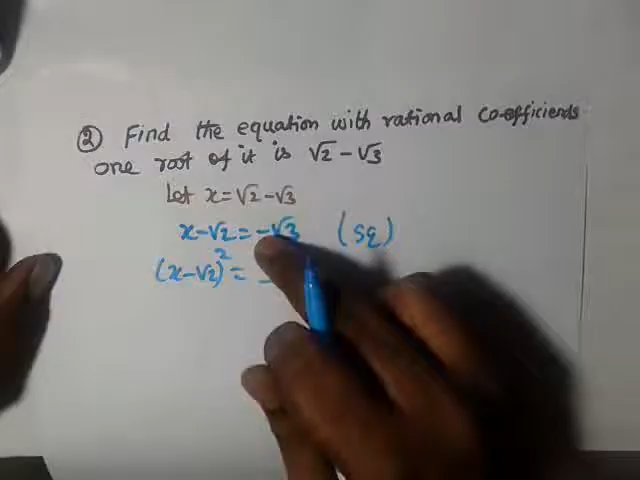 ② Find the equation with rational co-efficiends
one root of it is √2 - √3
Let x = √2 - √3
x - √2 = -√3 (sq)
(x - √2)² = -